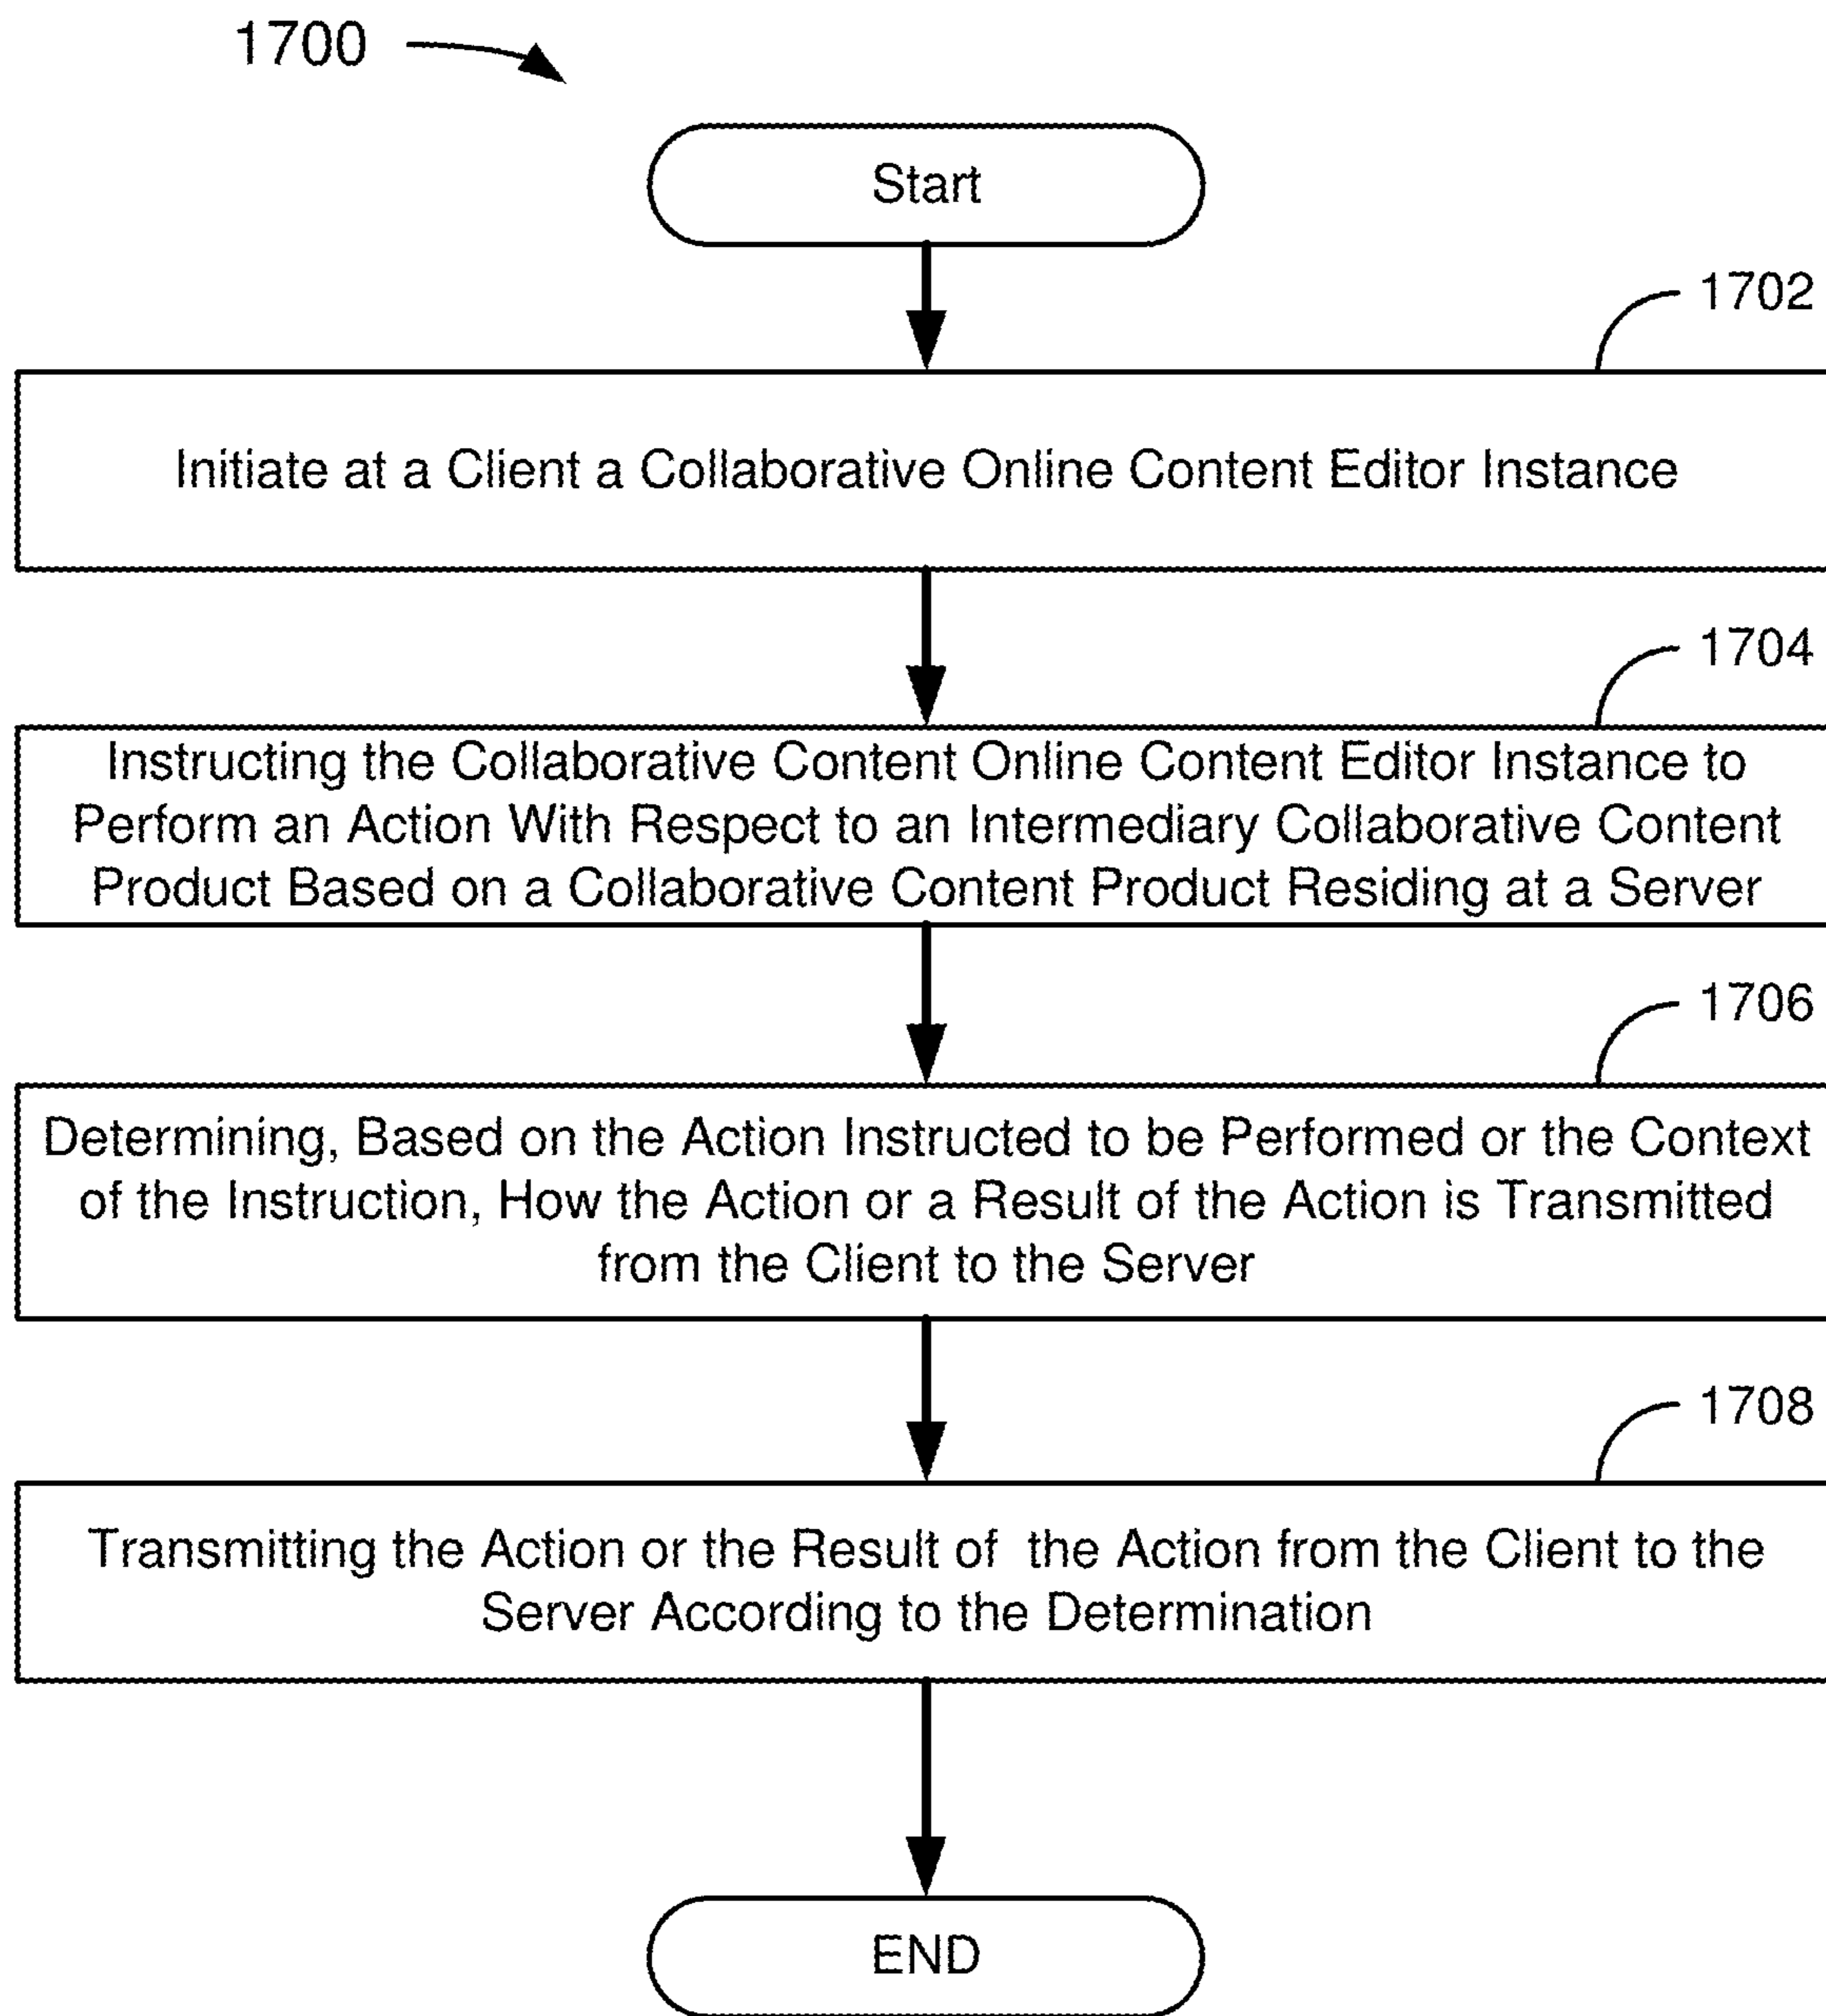 1700
Start
1702
Initiate at a Client a Collaborative Online Content Editor Instance
1704
Instructing the Collaborative Content Online Content Editor Instance to
Perform an Action With Respect to an Intermediary Collaborative Content
Product Based on a Collaborative Content Product Residing at a Server
1706
Determining, Based on the Action Instructed to be Performed or the Context
of the Instruction, How the Action or a Result of the Action is Transmitted
from the Client to the Server
1708
Transmitting the Action or the Result of the Action from the Client to the
Server According to the Determination
END